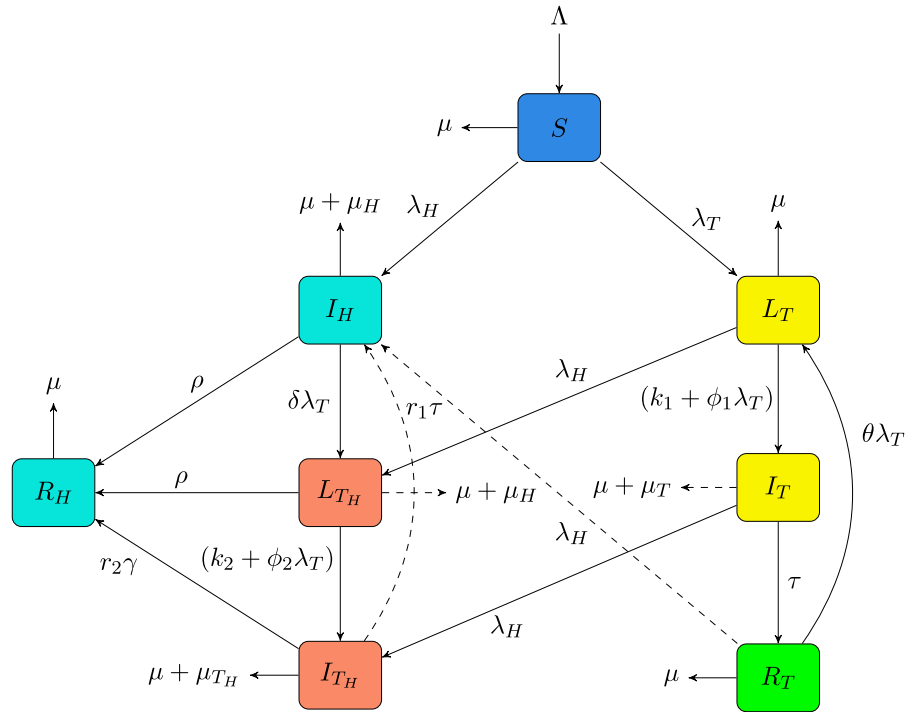 Λ
μ
S
λ_H
λ_T
μ + μ_H
μ
I_H
L_T
λ_H
ρ
μ
δλ_T
r_1τ
(k_1 + ϕ_1λ_T)
θλ_T
R_H
ρ
L_{T_H}
μ + μ_H
μ + μ_T
I_T
λ_H
r_2γ
(k_2 + ϕ_2λ_T)
τ
λ_H
μ + μ_{T_H}
I_{T_H}
μ
R_T